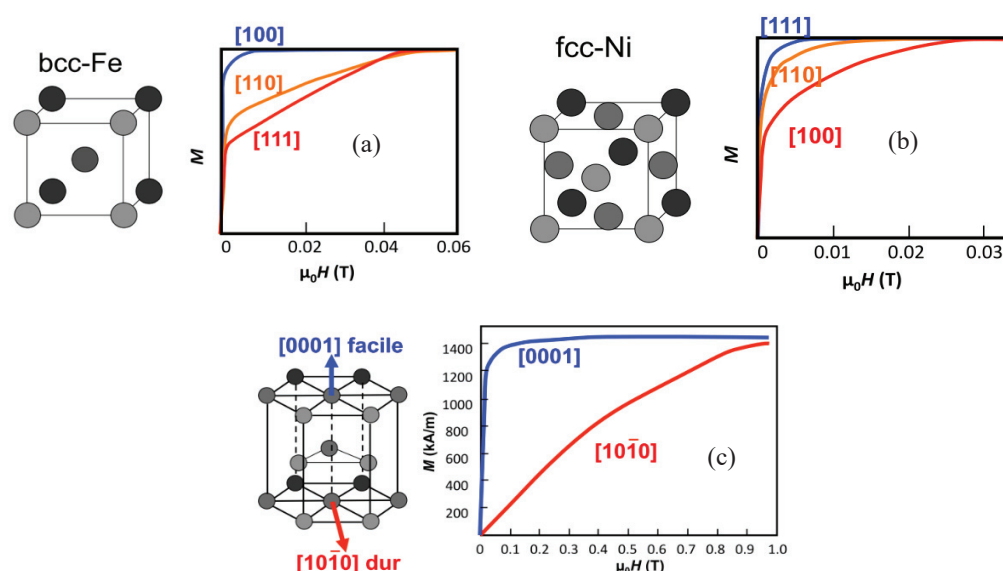 bcc-Fe
[100]
[110]
[111]
(a)
M
0
0.02
0.04
0.06
μ₀H (T)
fcc-Ni
[111]
[110]
[100]
(b)
M
0
0.01
0.02
0.03
μ₀H (T)
[0001] facile
[101̄0] dur
1400
1200
1000
800
600
400
200
M (kA/m)
[0001]
[101̄0]
(c)
0 0.1 0.2 0.3 0.4 0.5 0.6 0.7 0.8 0.9 1.0
μ₀H (T)